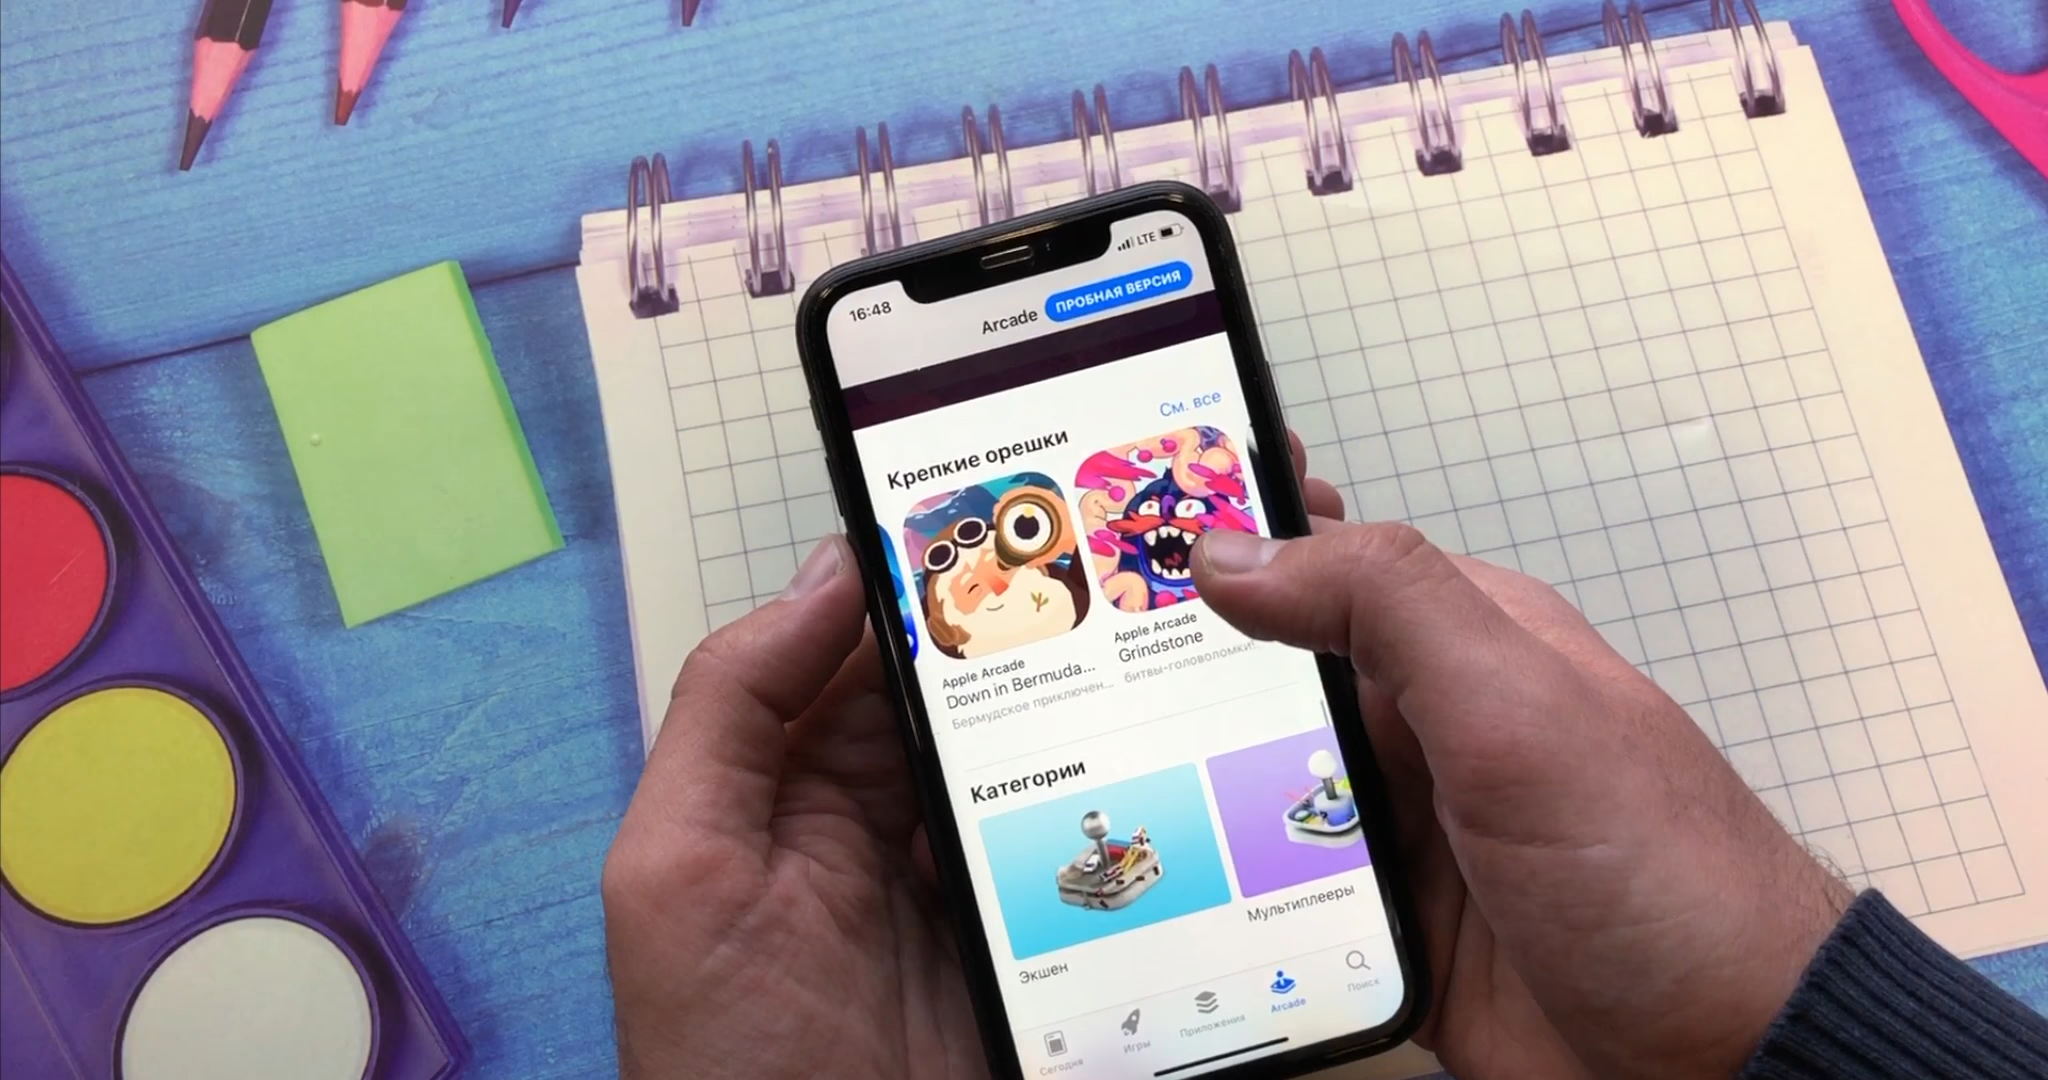 16:48
LTE
Arcade
ПРОБНАЯ ВЕРСИЯ
См. все
Крепкие орешки
Apple Arcade
Down in Bermuda...
Бермудское приключен...
Apple Arcade
Grindstone
битвы-головоломки!
Категории
Экшен
Мультиплееры
Сегодня
Игры
Приложения
Arcade
Поиск